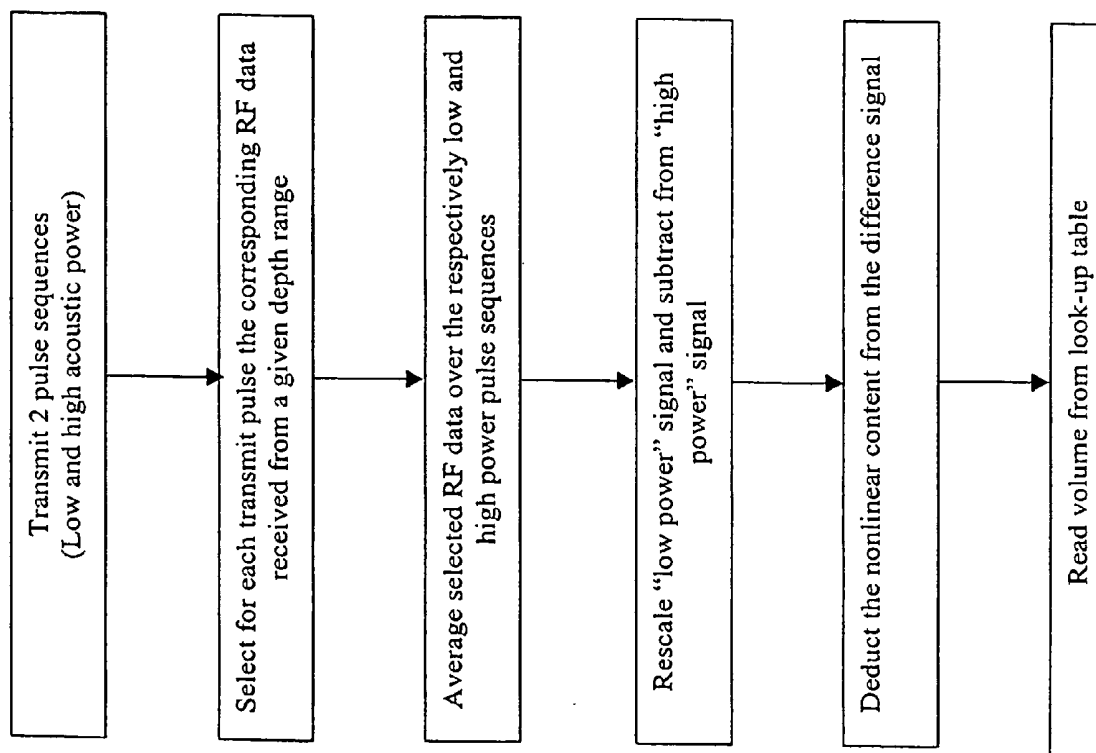 Transmit 2 pulse sequences
(Low and high acoustic power)
Select for each transmit pulse the corresponding RF data
received from a given depth range
Average selected RF data over the respectively low and
high power pulse sequences
Rescale “low power” signal and subtract from “high
power” signal
Deduct the nonlinear content from the difference signal
Read volume from look-up table